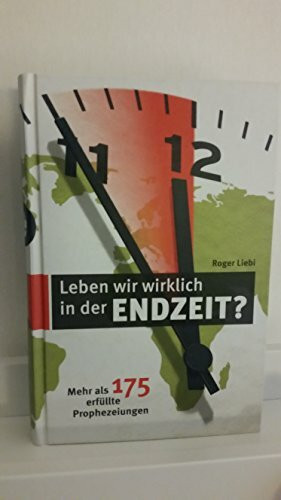 11 12
Roger Liebi
Leben wir wirklich
in der ENDZEIT?
Mehr als 175
erfüllte
Prophezeiungen